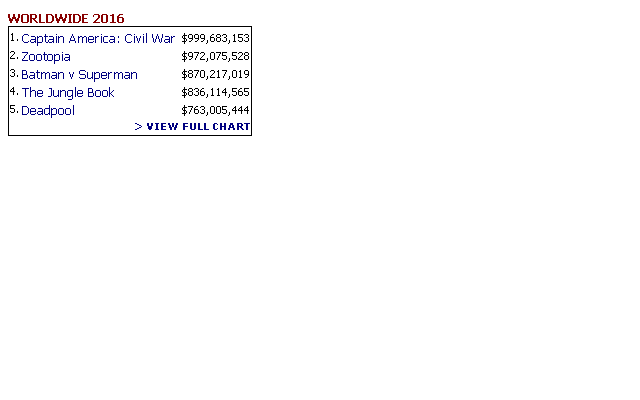 WORLDWIDE 2016
1. Captain America: Civil War $999,683,153
2. Zootopia $972,075,528
3. Batman v Superman $870,217,019
4. The Jungle Book $836,114,565
5. Deadpool $763,005,444
> VIEW FULL CHART